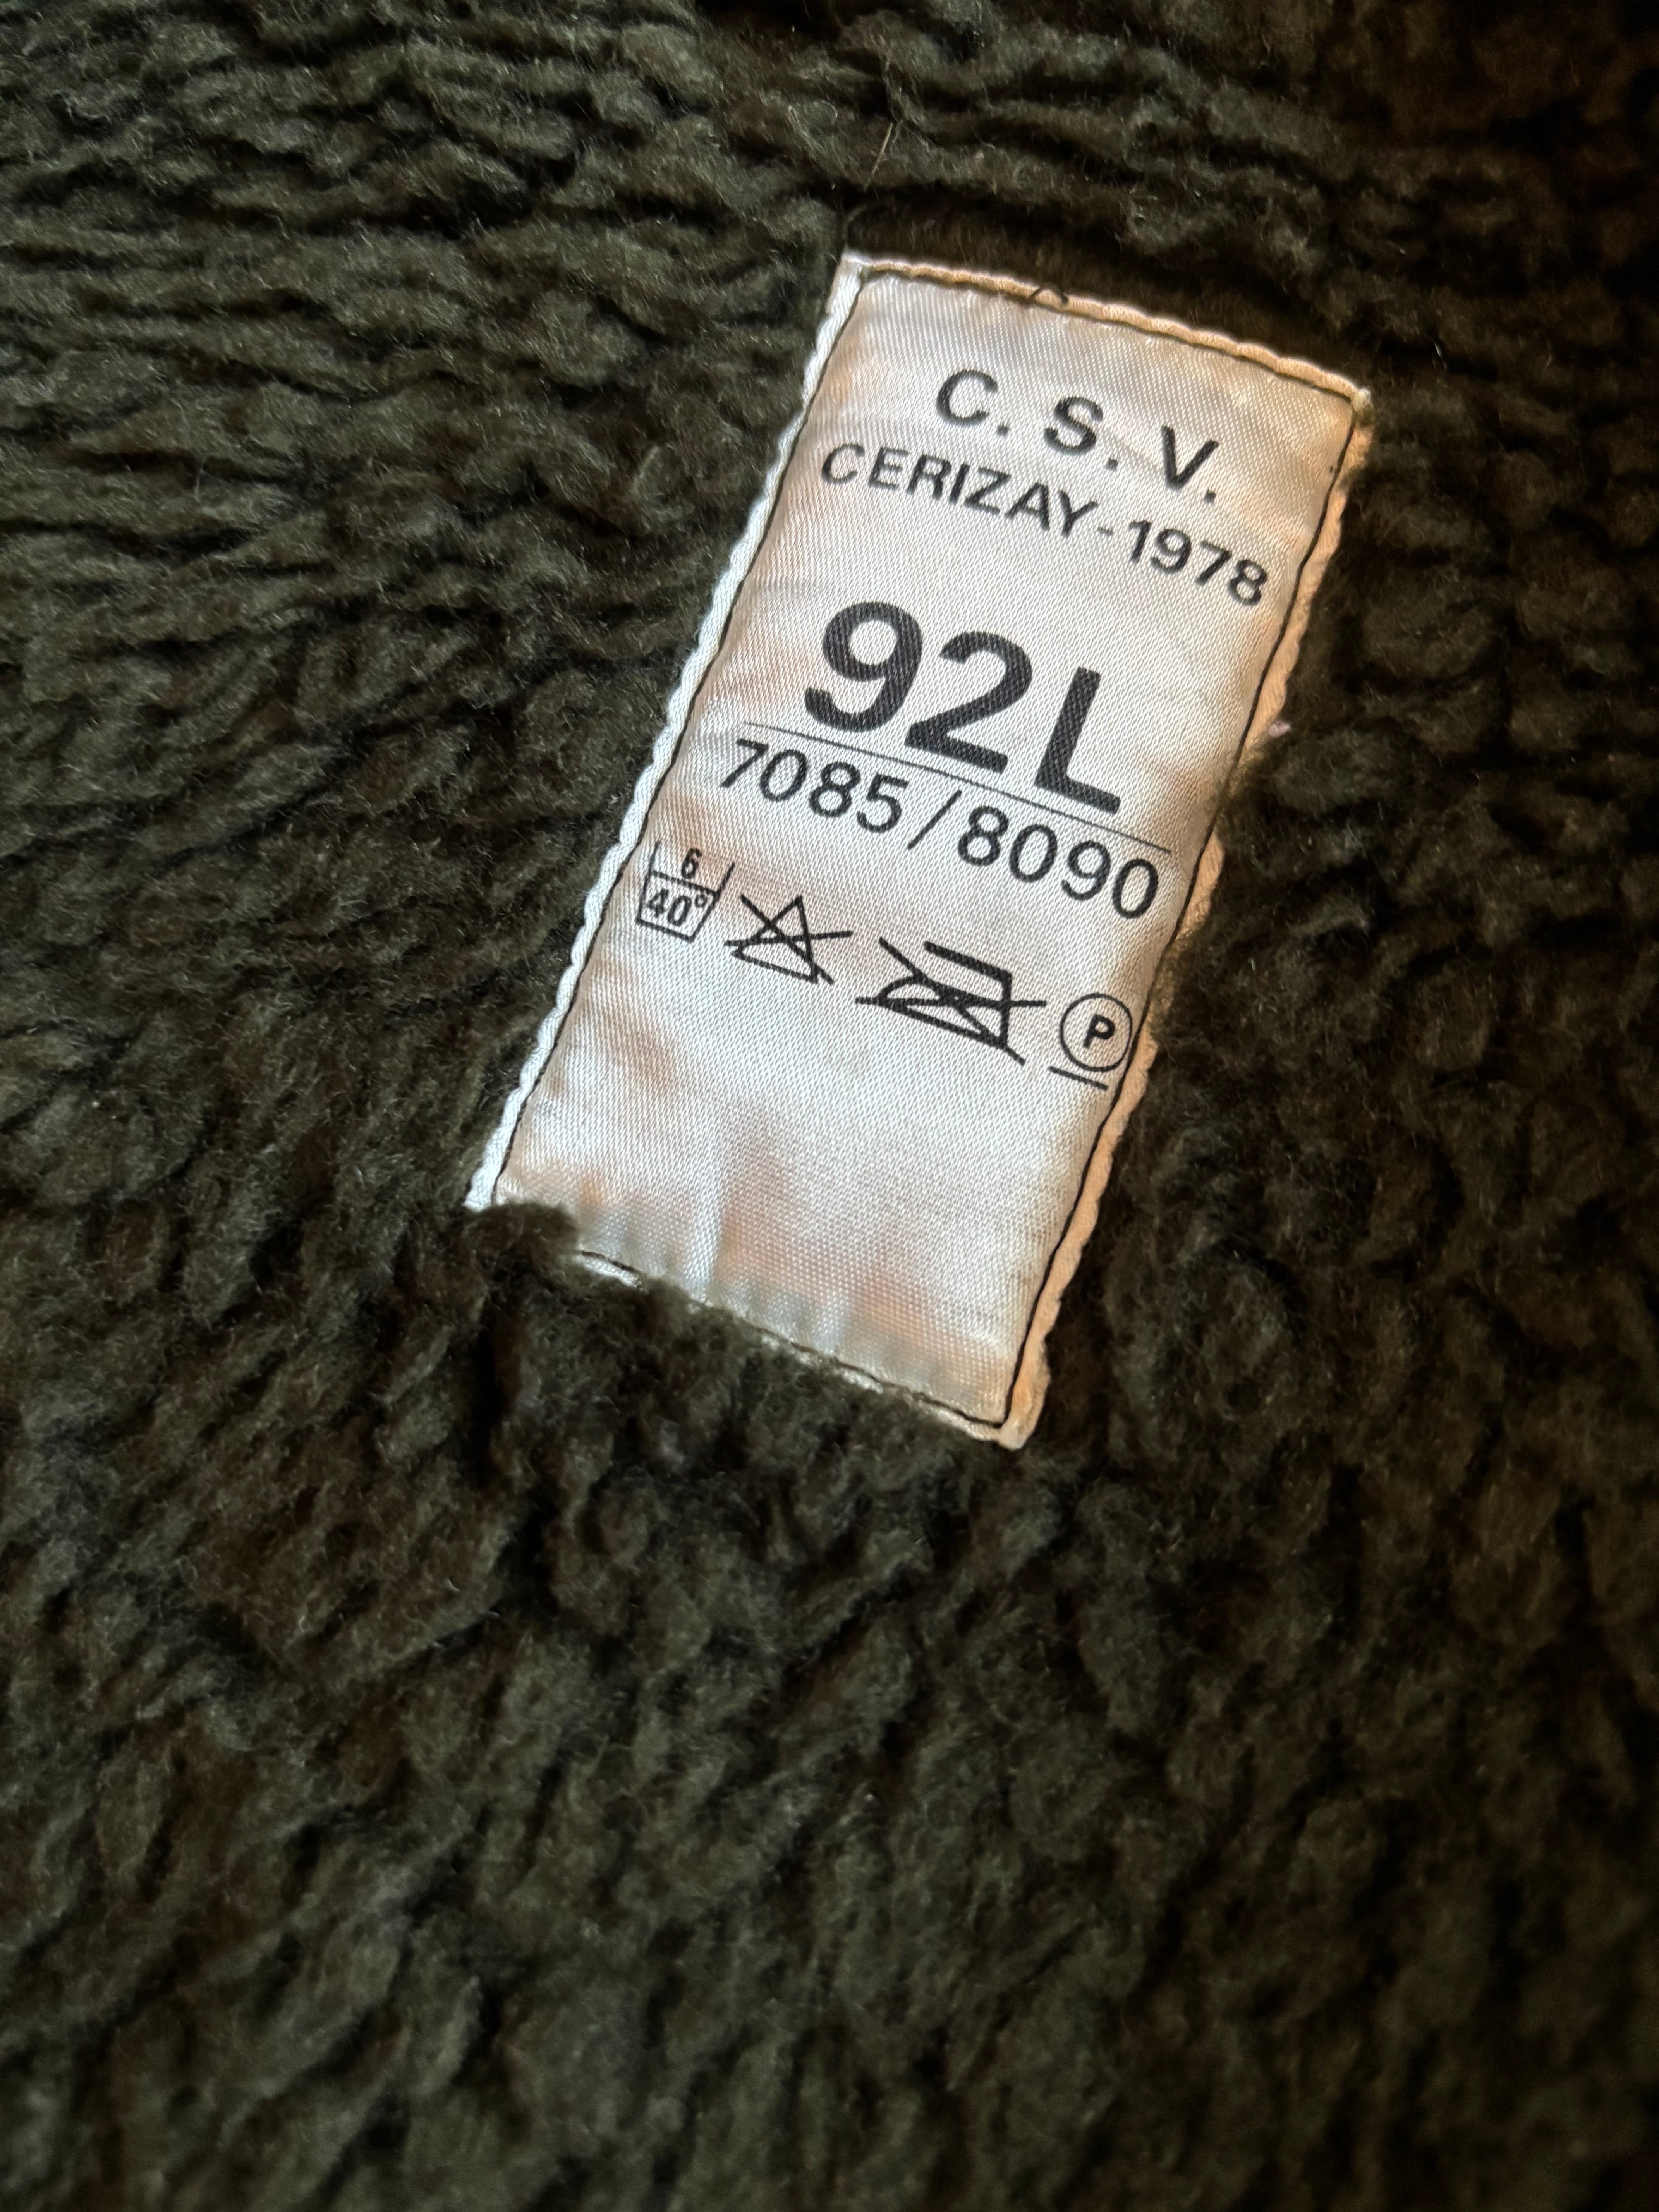 C. S. V.
CERIZAY-1978
92L
7085/8090
6
40°
P